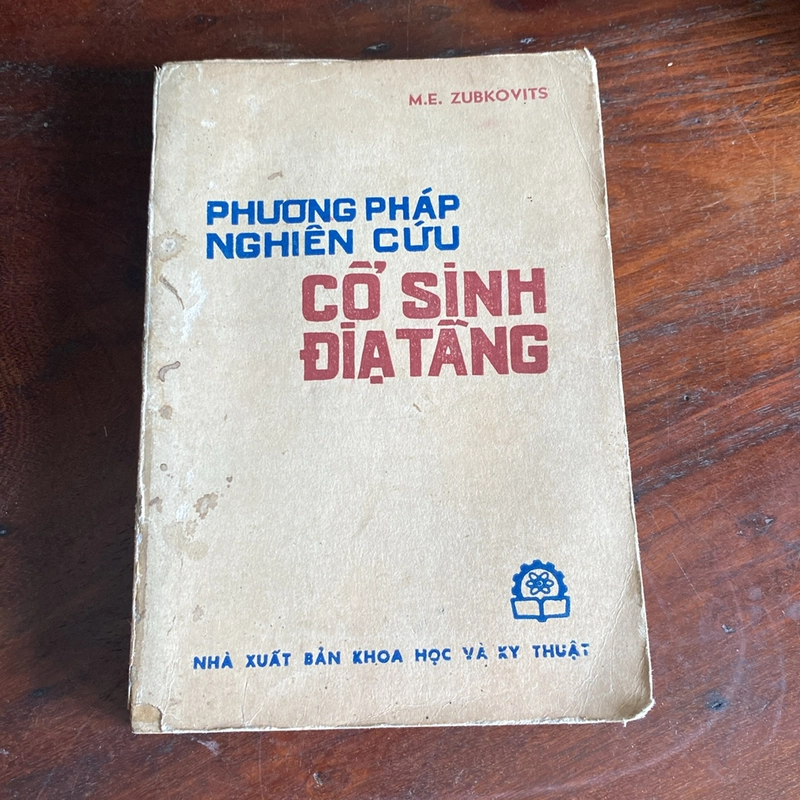 M.E. ZUBKOVITS
PHƯƠNG PHÁP
NGHIÊN CỨU
CỔ SINH
ĐỊA TẦNG
NHÀ XUẤT BẢN KHOA HỌC VÀ KỸ THUẬT